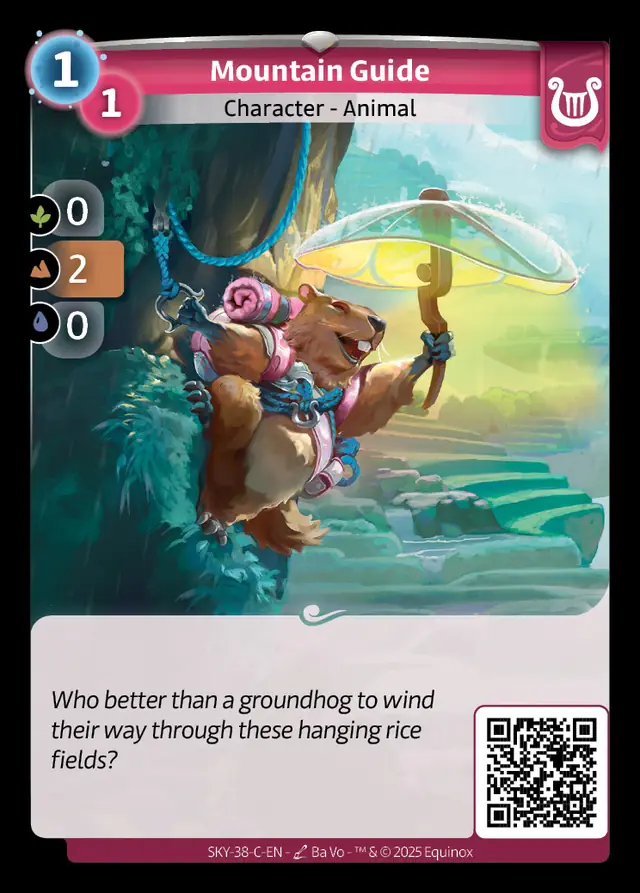 1
Mountain Guide
1
Character - Animal
0
2
0
Who better than a groundhog to wind
their way through these hanging rice
fields?
SKY-38-C-EN - Ba Vo - ™ & © 2025 Equinox